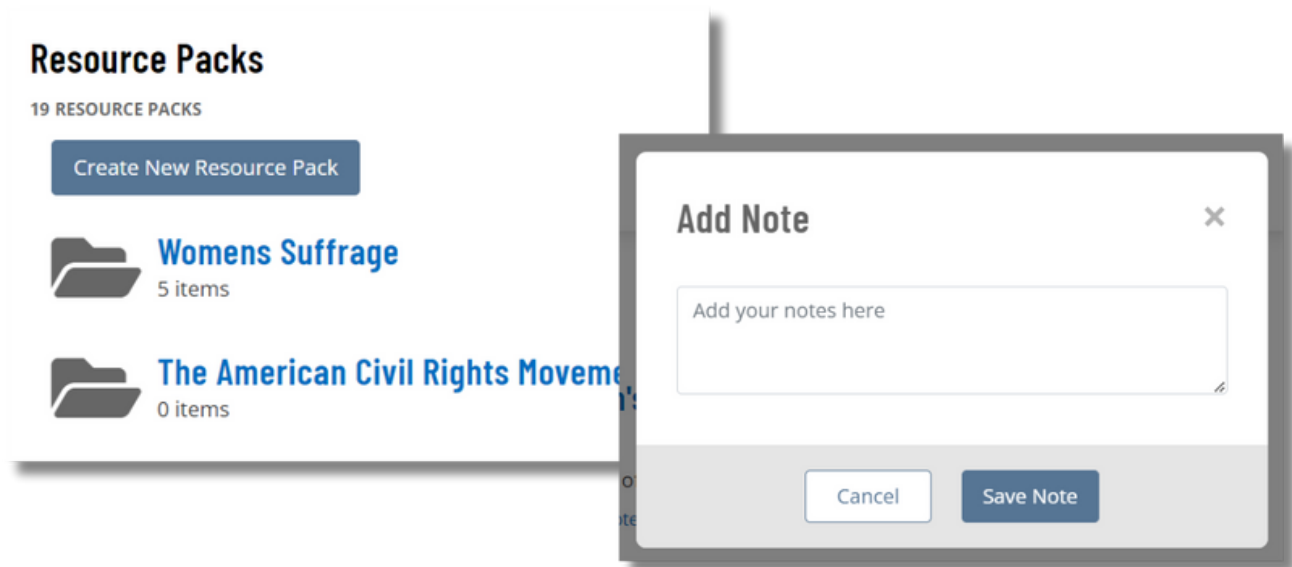 Resource Packs
19 RESOURCE PACKS
Create New Resource Pack
Womens Suffrage
5 items
The American Civil Rights
0 items
Add Note
×
Add your notes here
Cancel
Save Note